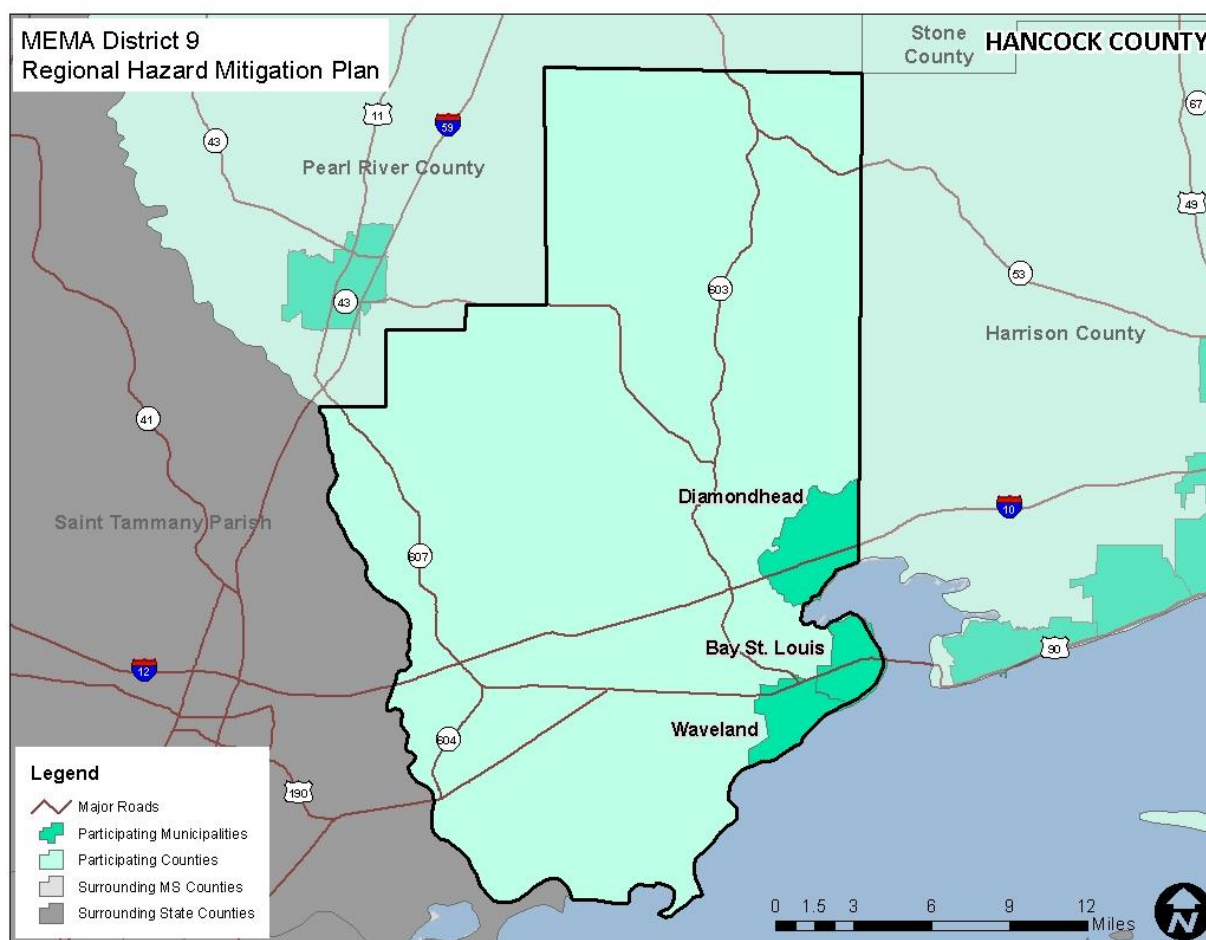 MEMA District 9
Regional Hazard Mitigation Plan
Stone
County
HANCOCK COUNTY
67
11
59
43
Pearl River County
49
53
603
43
Harrison County
41
Diamondhead
10
Saint Tammany Parish
607
Bay St. Louis
90
12
Waveland
604
190
Legend
Major Roads
Participating Municipalities
Participating Counties
Surrounding MS Counties
Surrounding State Counties
0 1.5 3 6 9 12
Miles
N